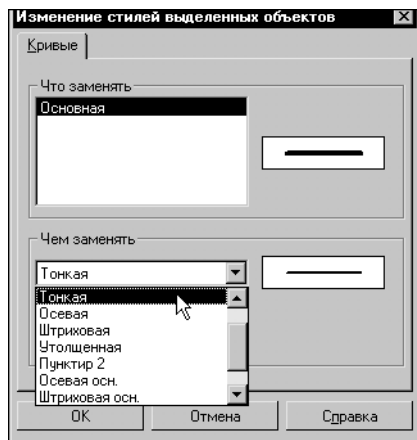 Изменение стилей выделенных объектов
Кривые
Что заменять
Основная
Чем заменять
Тонкая
Тонкая
Осевая
Штриховая
Утолщенная
Пунктир 2
Осевая осн.
Штриховая осн.
OK Отмена Справка